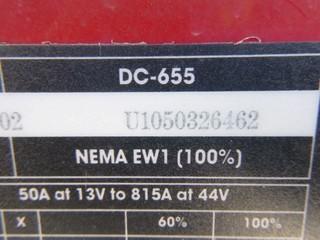 DC-655
02 U1050326462
NEMA EW1 (100%)
50A at 13V to 815A at 44V
X 60% 100%